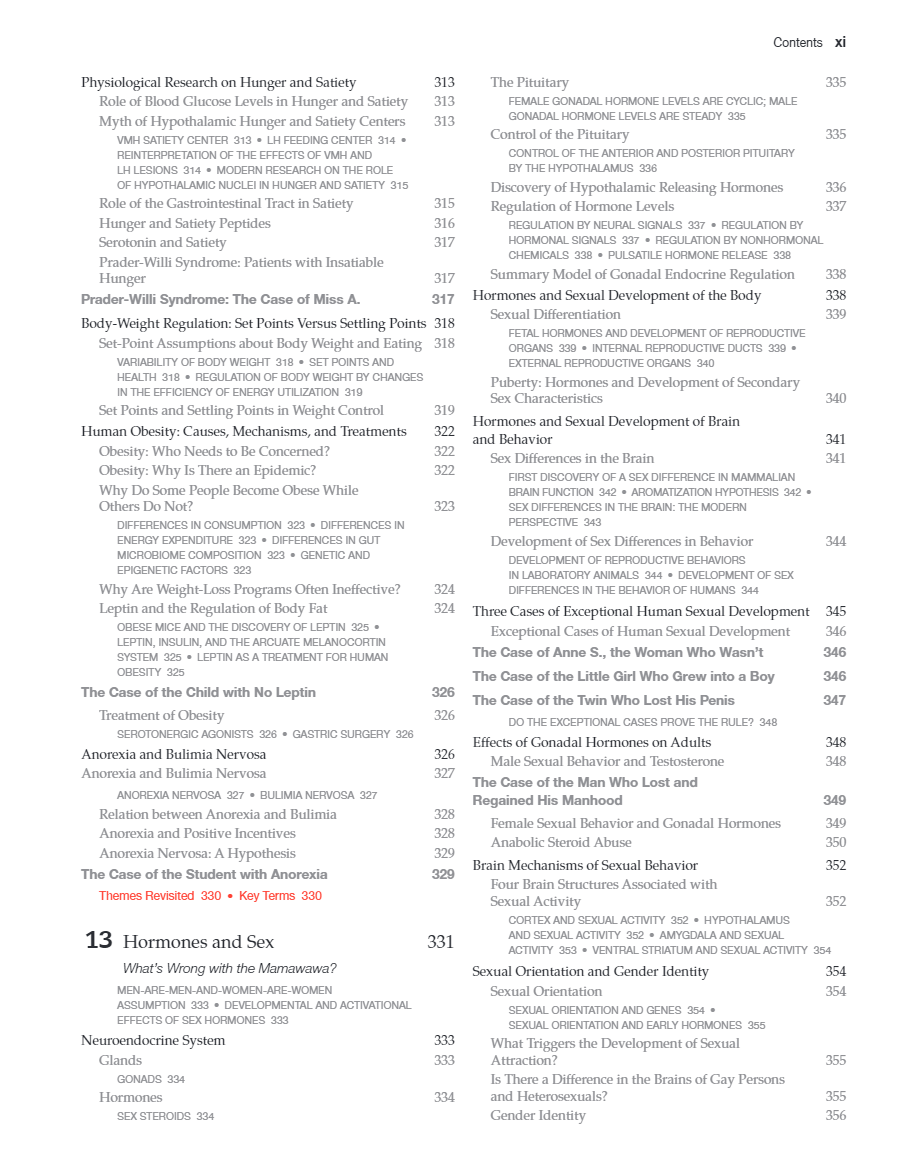 Contents xi
Physiological Research on Hunger and Satiety 313
Role of Blood Glucose Levels in Hunger and Satiety 313
Myth of Hypothalamic Hunger and Satiety Centers 313
VMH SATIETY CENTER 313 • LH FEEDING CENTER 314 •
REINTERPRETATION OF THE EFFECTS OF VMH AND
LH LESIONS 314 • MODERN RESEARCH ON THE ROLE
OF HYPOTHALAMIC NUCLEI IN HUNGER AND SATIETY 315
Role of the Gastrointestinal Tract in Satiety 315
Hunger and Satiety Peptides 316
Serotonin and Satiety 317
Prader-Willi Syndrome: Patients with Insatiable
Hunger 317
Prader-Willi Syndrome: The Case of Miss A. 317
Body-Weight Regulation: Set Points Versus Settling Points 318
Set-Point Assumptions about Body Weight and Eating 318
VARIABILITY OF BODY WEIGHT 318 • SET POINTS AND
HEALTH 318 • REGULATION OF BODY WEIGHT BY CHANGES
IN THE EFFICIENCY OF ENERGY UTILIZATION 319
Set Points and Settling Points in Weight Control 319
Human Obesity: Causes, Mechanisms, and Treatments 322
Obesity: Who Needs to Be Concerned? 322
Obesity: Why Is There an Epidemic? 322
Why Do Some People Become Obese While
Others Do Not? 323
DIFFERENCES IN CONSUMPTION 323 • DIFFERENCES IN
ENERGY EXPENDITURE 323 • DIFFERENCES IN GUT
MICROBIOME COMPOSITION 323 • GENETIC AND
EPIGENETIC FACTORS 323
Why Are Weight-Loss Programs Often Ineffective? 324
Leptin and the Regulation of Body Fat 324
OBESE MICE AND THE DISCOVERY OF LEPTIN 325 •
LEPTIN, INSULIN, AND THE ARCUATE MELANOCORTIN
SYSTEM 325 • LEPTIN AS A TREATMENT FOR HUMAN
OBESITY 325
The Case of the Child with No Leptin 326
Treatment of Obesity 326
SEROTONERGIC AGONISTS 326 • GASTRIC SURGERY 326
Anorexia and Bulimia Nervosa 326
Anorexia and Bulimia Nervosa 327
ANOREXIA NERVOSA 327 • BULIMIA NERVOSA 327
Relation between Anorexia and Bulimia 328
Anorexia and Positive Incentives 328
Anorexia Nervosa: A Hypothesis 329
The Case of the Student with Anorexia 329
Themes Revisited 330 • Key Terms 330
13 Hormones and Sex 331
What's Wrong with the Mamawawa?
MEN-ARE-MEN-AND-WOMEN-ARE-WOMEN
ASSUMPTION 333 • DEVELOPMENTAL AND ACTIVATIONAL
EFFECTS OF SEX HORMONES 333
Neuroendocrine System 333
Glands 333
GONADS 334
Hormones 334
SEX STEROIDS 334
The Pituitary 335
FEMALE GONADAL HORMONE LEVELS ARE CYCLIC; MALE
GONADAL HORMONE LEVELS ARE STEADY 335
Control of the Pituitary 335
CONTROL OF THE ANTERIOR AND POSTERIOR PITUITARY
BY THE HYPOTHALAMUS 336
Discovery of Hypothalamic Releasing Hormones 336
Regulation of Hormone Levels 337
REGULATION BY NEURAL SIGNALS 337 • REGULATION BY
HORMONAL SIGNALS 337 • REGULATION BY NONHORMONAL
CHEMICALS 338 • PULSATILE HORMONE RELEASE 338
Summary Model of Gonadal Endocrine Regulation 338
Hormones and Sexual Development of the Body 338
Sexual Differentiation 339
FETAL HORMONES AND DEVELOPMENT OF REPRODUCTIVE
ORGANS 339 • INTERNAL REPRODUCTIVE DUCTS 339 •
EXTERNAL REPRODUCTIVE ORGANS 340
Puberty: Hormones and Development of Secondary
Sex Characteristics 340
Hormones and Sexual Development of Brain
and Behavior 341
Sex Differences in the Brain 341
FIRST DISCOVERY OF A SEX DIFFERENCE IN MAMMALIAN
BRAIN FUNCTION 342 • AROMATIZATION HYPOTHESIS 342 •
SEX DIFFERENCES IN THE BRAIN: THE MODERN
PERSPECTIVE 343
Development of Sex Differences in Behavior 344
DEVELOPMENT OF REPRODUCTIVE BEHAVIORS
IN LABORATORY ANIMALS 344 • DEVELOPMENT OF SEX
DIFFERENCES IN THE BEHAVIOR OF HUMANS 344
Three Cases of Exceptional Human Sexual Development 345
Exceptional Cases of Human Sexual Development 346
The Case of Anne S., the Woman Who Wasn't 346
The Case of the Little Girl Who Grew into a Boy 346
The Case of the Twin Who Lost His Penis 347
DO THE EXCEPTIONAL CASES PROVE THE RULE? 348
Effects of Gonadal Hormones on Adults 348
Male Sexual Behavior and Testosterone 348
The Case of the Man Who Lost and
Regained His Manhood 349
Female Sexual Behavior and Gonadal Hormones 349
Anabolic Steroid Abuse 350
Brain Mechanisms of Sexual Behavior 352
Four Brain Structures Associated with
Sexual Activity 352
CORTEX AND SEXUAL ACTIVITY 352 • HYPOTHALAMUS
AND SEXUAL ACTIVITY 352 • AMYGDALA AND SEXUAL
ACTIVITY 353 • VENTRAL STRIATUM AND SEXUAL ACTIVITY 354
Sexual Orientation and Gender Identity 354
Sexual Orientation 354
SEXUAL ORIENTATION AND GENES 354 •
SEXUAL ORIENTATION AND EARLY HORMONES 355
What Triggers the Development of Sexual
Attraction? 355
Is There a Difference in the Brains of Gay Persons
and Heterosexuals? 355
Gender Identity 356